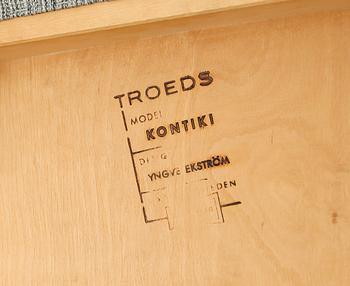 TROEDS
MODEL
KONTIKI
YNGVE EKSTRÖM